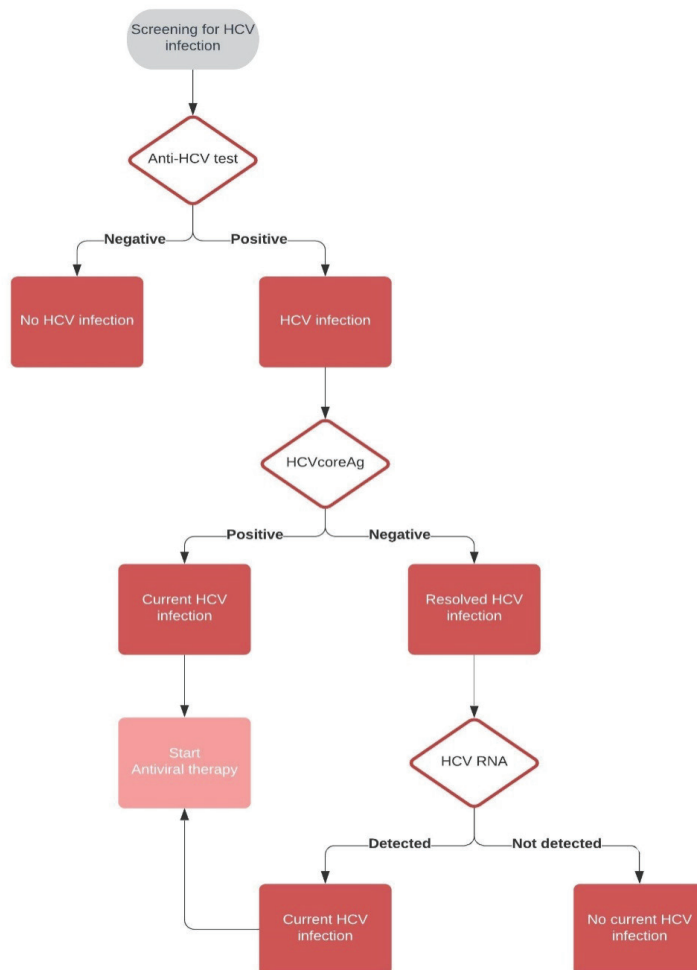 Screening for HCV
infection
Anti-HCV test
Negative
Positive
No HCV infection
HCV infection
HCVcoreAg
Positive
Negative
Current HCV
infection
Resolved HCV
infection
Start
Antiviral therapy
HCV RNA
Detected
Not detected
Current HCV
infection
No current HCV
infection